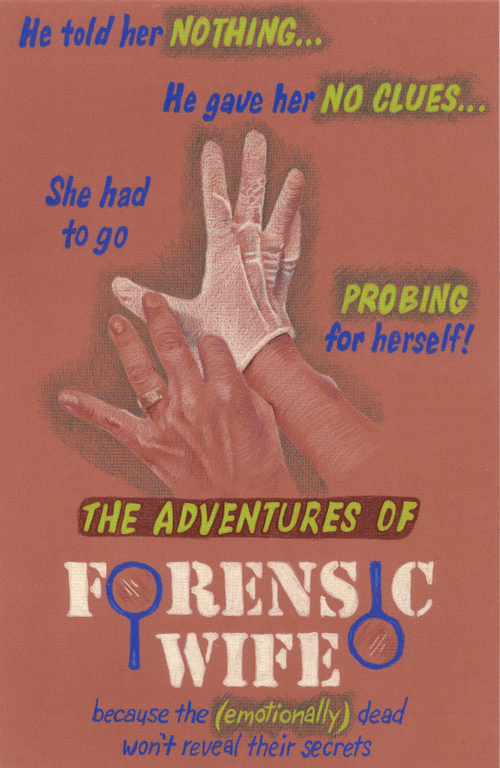 He told her NOTHING...
He gave her NO CLUES...
She had
to go
PROBING
for herself!
THE ADVENTURES OF
FORENSIC
WIFE
because the (emotionally) dead
won't reveal their secrets